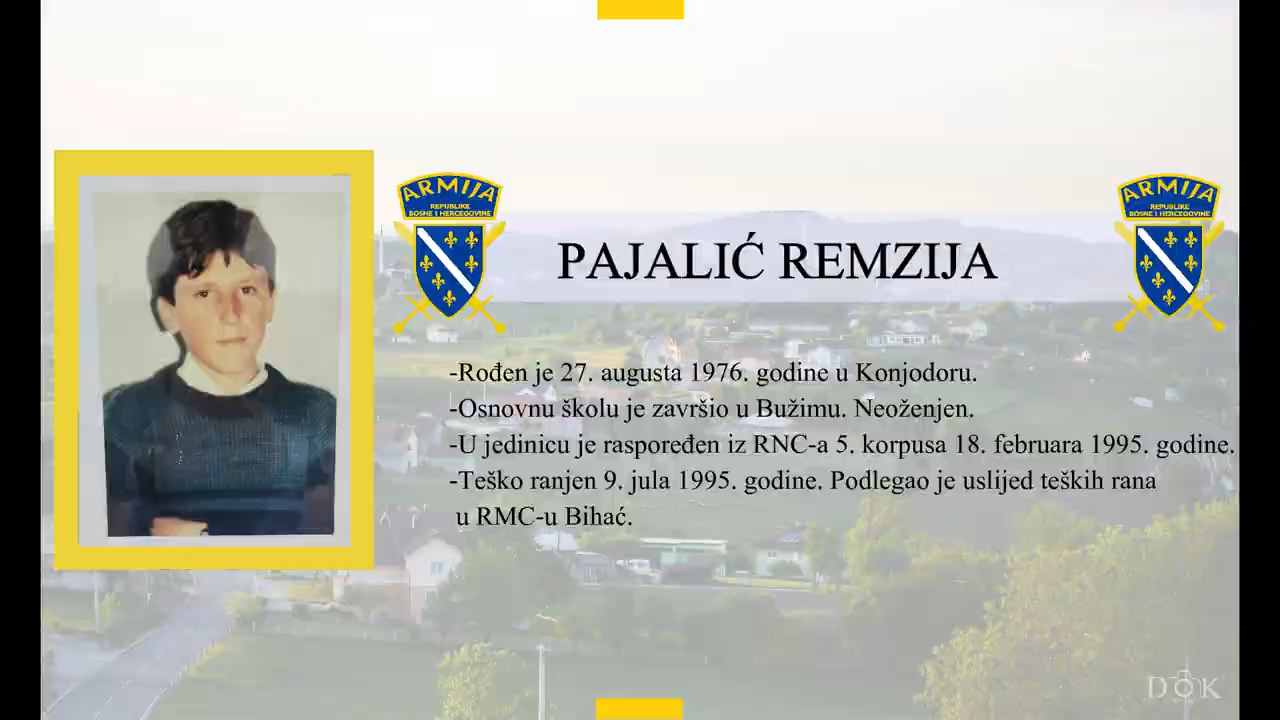 ARMIJA
REPUBLIKE
BOSNE I HERCEGOVINE
ARMIJA
REPUBLIKE
BOSNE I HERCEGOVINE
PAJALIĆ REMZIJA
-Rođen je 27. augusta 1976. godine u Konjodoru.
-Osnovnu školu je završio u Bužimu. Neoženjen.
-U jedinicu je raspoređen iz RNC-a 5. korpusa 18. februara 1995. godine.
-Teško ranjen 9. jula 1995. godine. Podlegao je uslijed teških rana
u RMC-u Bihać.
DOK